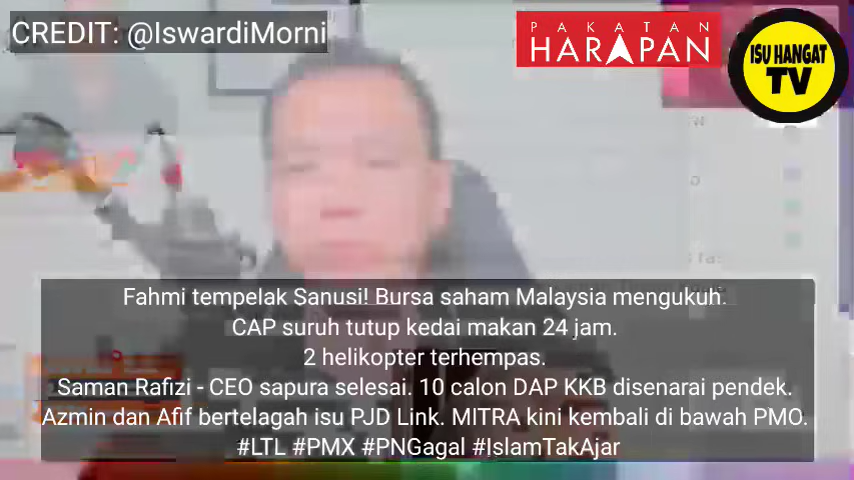 CREDIT: @IswardiMorni
PAKATAN
HARAPAN
ISU HANGAT
TV
Fahmi tempelak Sanusi! Bursa saham Malaysia mengukuh.
CAP suruh tutup kedai makan 24 jam.
2 helikopter terhempas.
Saman Rafizi - CEO sapura selesai. 10 calon DAP KKB disenarai pendek.
Azmin dan Afif bertelagah isu PJD Link. MITRA kini kembali di bawah PMO.
#LTL #PMX #PNGagal #IslamTakAjar